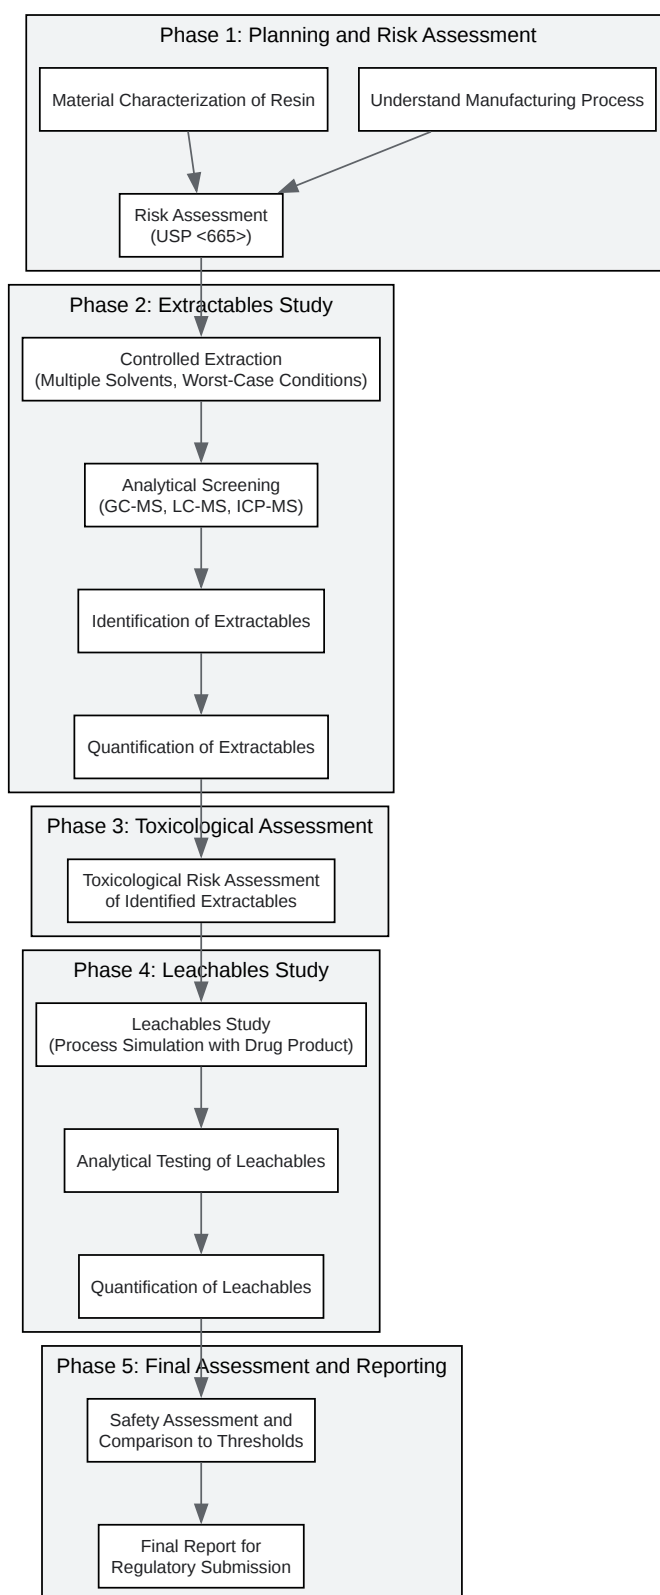 Phase 1: Planning and Risk Assessment
Material Characterization of Resin
Understand Manufacturing Process
Risk Assessment
(USP <665>)
Phase 2: Extractables Study
Controlled Extraction
(Multiple Solvents, Worst-Case Conditions)
Analytical Screening
(GC-MS, LC-MS, ICP-MS)
Identification of Extractables
Quantification of Extractables
Phase 3: Toxicological Assessment
Toxicological Risk Assessment
of Identified Extractables
Phase 4: Leachables Study
Leachables Study
(Process Simulation with Drug Product)
Analytical Testing of Leachables
Quantification of Leachables
Phase 5: Final Assessment and Reporting
Safety Assessment and
Comparison to Thresholds
Final Report for
Regulatory Submission